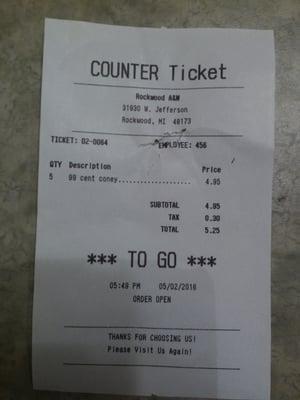 COUNTER Ticket
Rockwood A&W
31930 W. Jefferson
Rockwood, MI 48173
TICKET: 02-0064 EMPLOYEE: 456
QTY Description Price
5 99 cent coney.................... 4.95
SUBTOTAL 4.95
TAX 0.30
TOTAL 5.25
*** TO GO ***
05:49 PM 05/02/2018
ORDER OPEN
THANKS FOR CHOOSING US!
Please Visit Us Again!